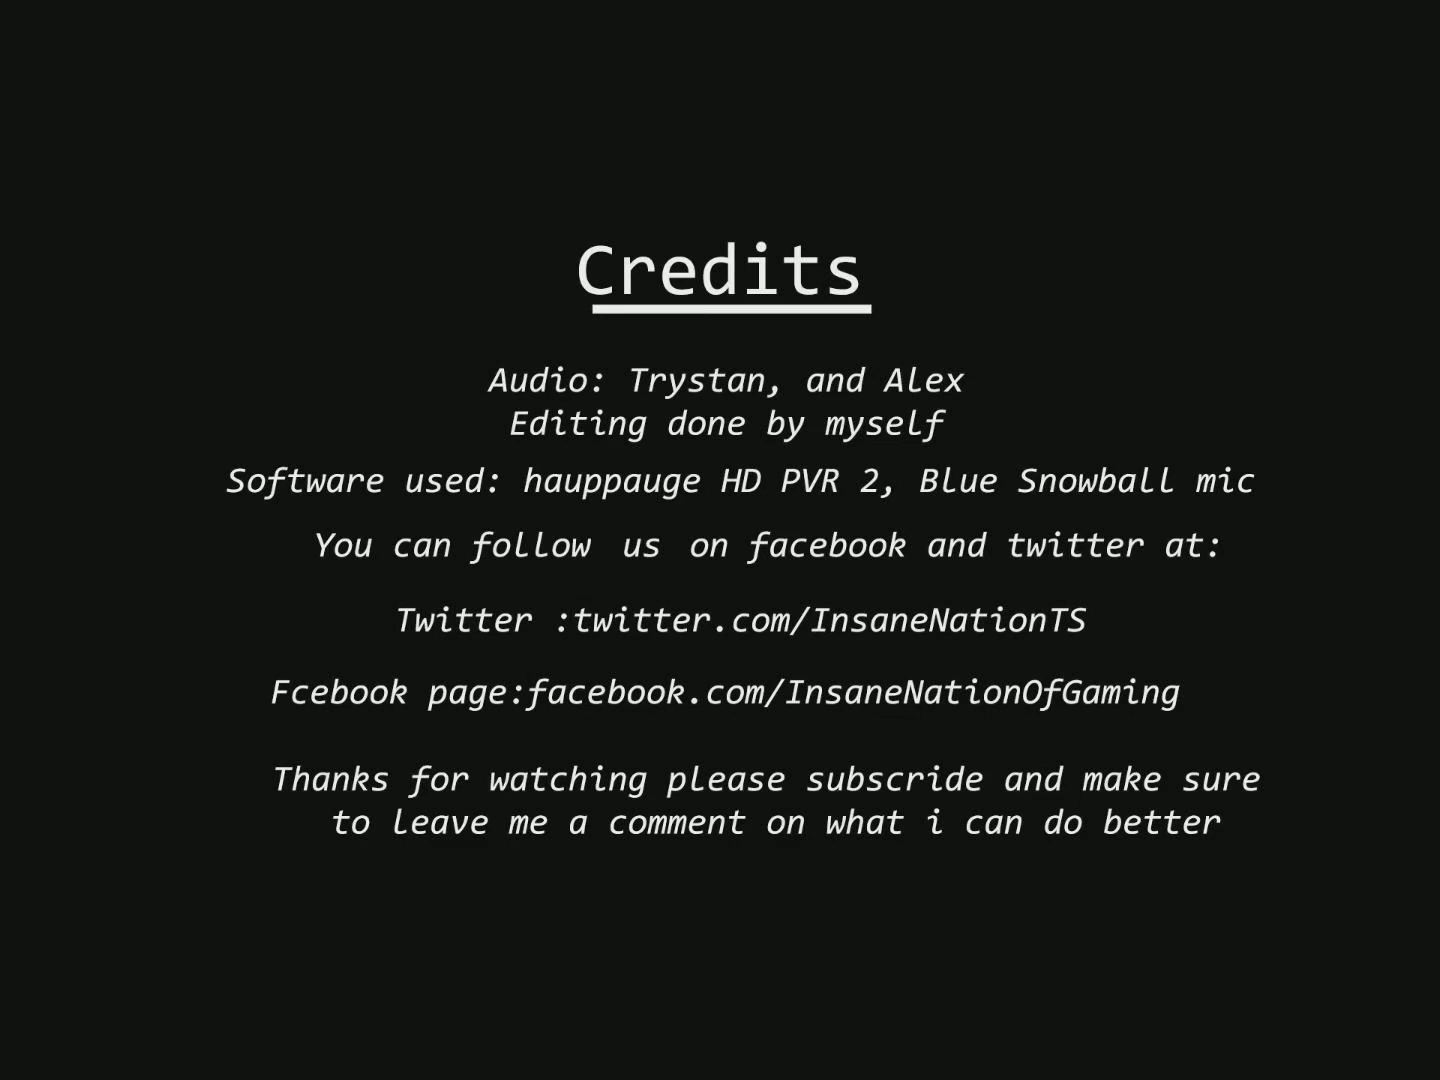 Credits
Audio: Trystan, and Alex
Editing done by myself
Software used: hauppauge HD PVR 2, Blue Snowball mic
You can follow us on facebook and twitter at:
Twitter :twitter.com/InsaneNationTS
Fcebook page:facebook.com/InsaneNationOfGaming
Thanks for watching please subscride and make sure
to leave me a comment on what i can do better